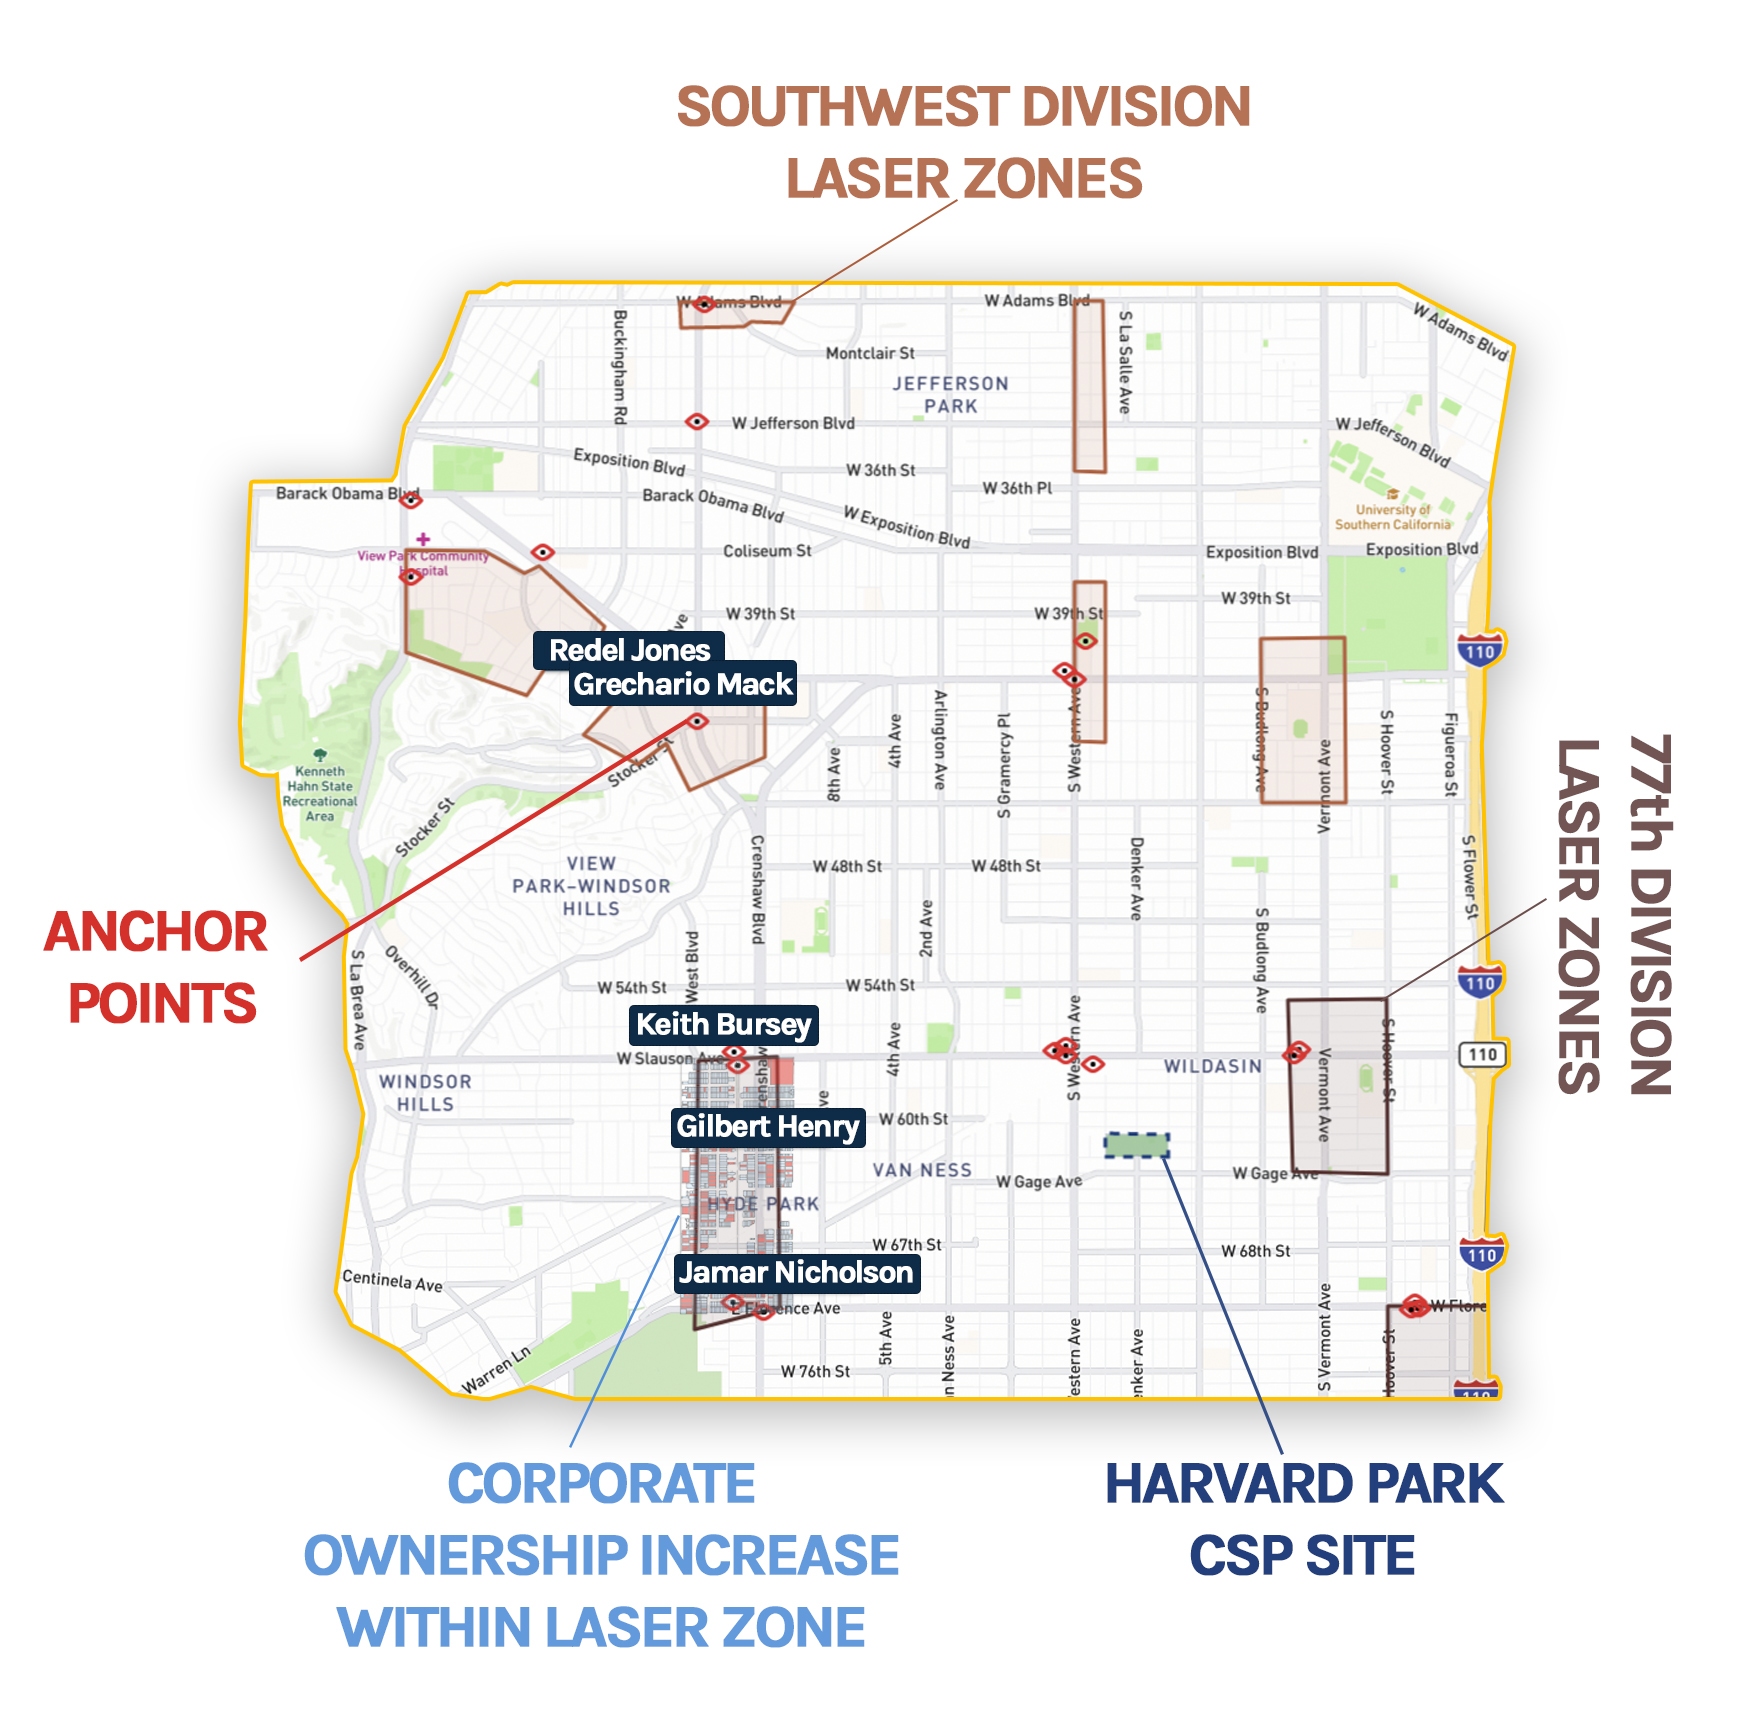 SOUTHWEST DIVISION
LASER ZONES
W Adams Blvd
W Adams Blvd
W Adams Blvd
Buckingham Rd
S La Salle Ave
Montclair St
JEFFERSON
PARK
W Jefferson Blvd
W Jefferson Blvd
Exposition Blvd
W 36th St
W 36th Pl
Barack Obama Blvd
Barack Obama Blvd
W Exposition Blvd
University of
Southern California
View Park Community
Hospital
Coliseum St
Exposition Blvd
Exposition Blvd
W 39th St
W 39th St
W 39th St
Redel Jones
Grechario Mack
110
Kenneth
Hahn State
Recreational
Area
Stocker St
Stocker St
8th Ave
4th Ave
Arlington Ave
S Gramercy Pl
S Western Ave
S Budlong Ave
Vermont Ave
S Hoover St
Figueroa St
77th DIVISION
LASER ZONES
VIEW
PARK-WINDSOR
HILLS
Crenshaw Blvd
W 48th St
W 48th St
Denker Ave
S Flower St
ANCHOR
POINTS
S La Brea Ave
Overhill Dr
West Blvd
2nd Ave
S Budlong Ave
W 54th St
W 54th St
110
Keith Bursey
W Slauson Ave
renshaw
4th Ave
S Western Ave
WILDASIN
Vermont Ave
S Hoover St
110
WINDSOR
HILLS
Gilbert Henry
W 60th St
VAN NESS
W Gage Ave
W Gage Ave
HYDE PARK
W 67th St
W 68th St
110
Centinela Ave
Jamar Nicholson
Florence Ave
W Flore
Warren Ln
W 76th St
5th Ave
n Ness Ave
estern Ave
enker Ave
S Vermont Ave
Hoover St
110
CORPORATE
OWNERSHIP INCREASE
WITHIN LASER ZONE
HARVARD PARK
CSP SITE